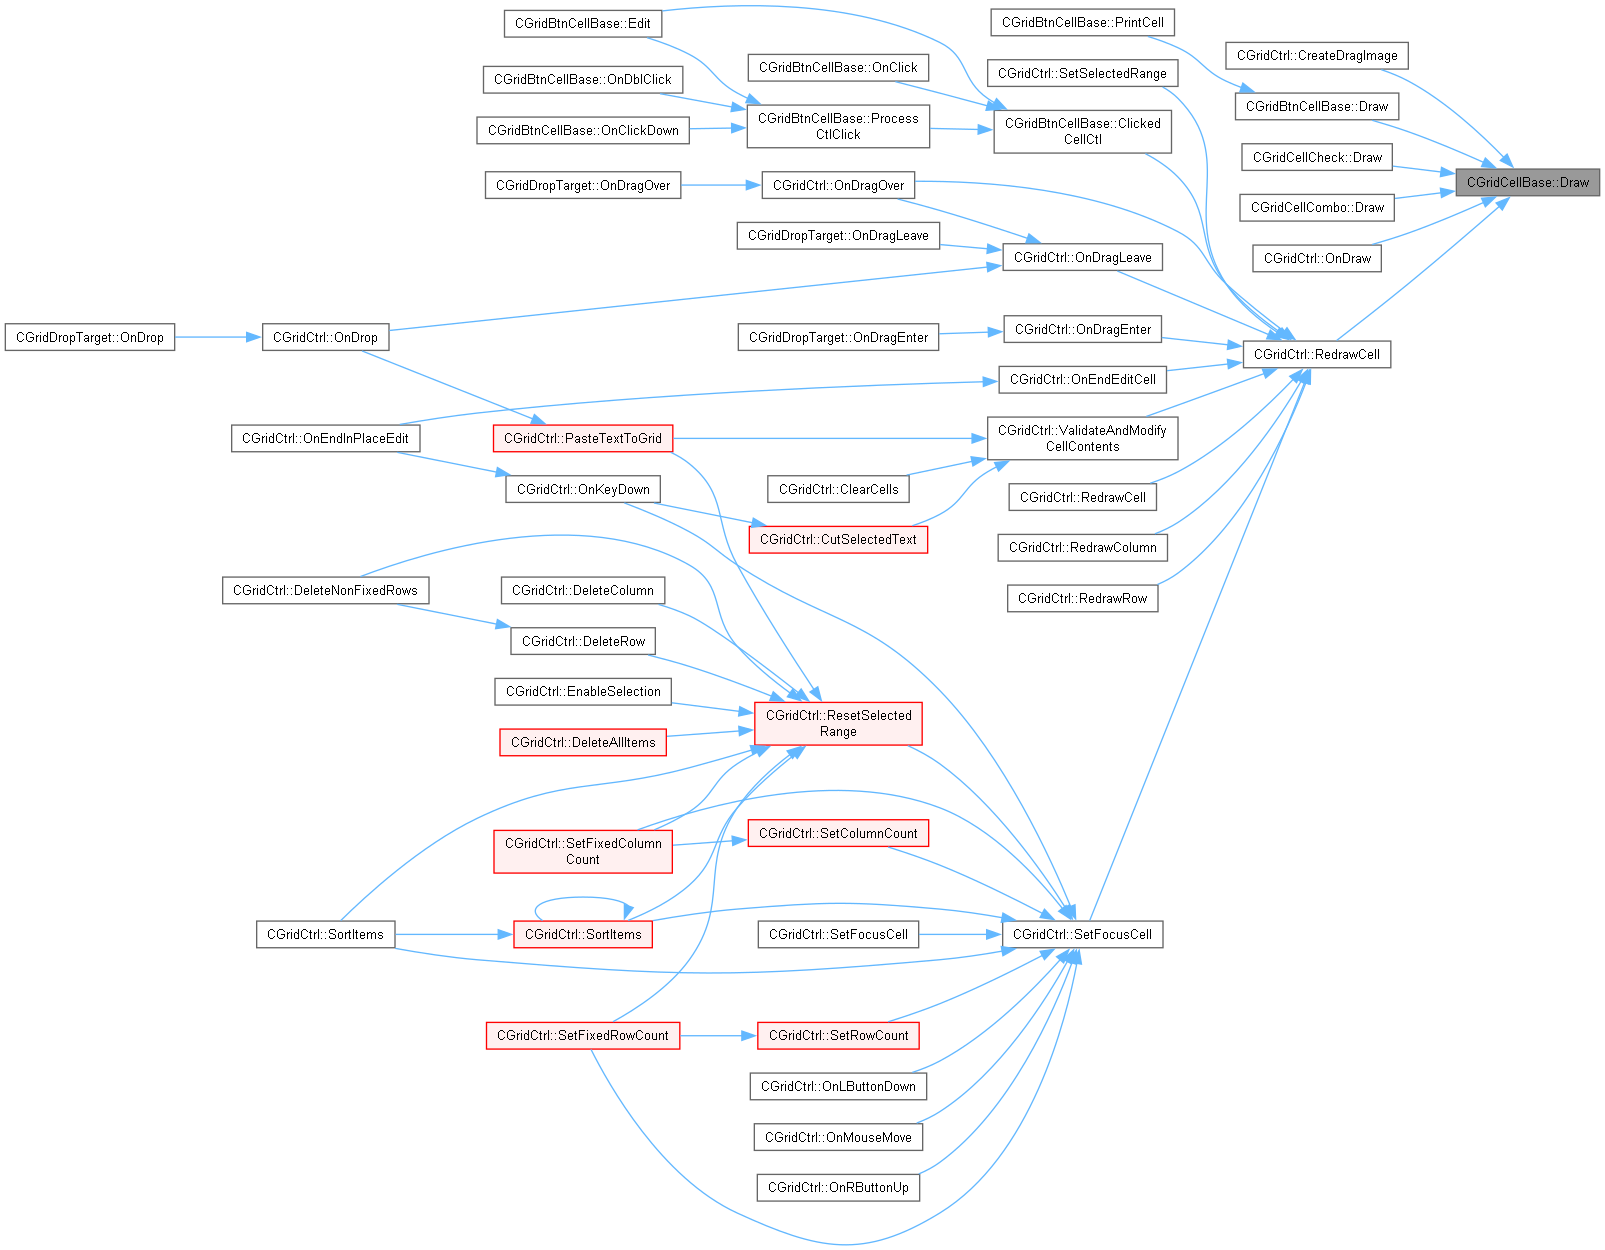 CGridBtnCellBase::Edit
CGridBtnCellBase::PrintCell
CGridCtrl::CreateDragImage
CGridBtnCellBase::OnClick
CGridCtrl::SetSelectedRange
CGridBtnCellBase::OnDblClick
CGridBtnCellBase::Draw
CGridBtnCellBase::Process
CtlClick
CGridBtnCellBase::Clicked
CellCtl
CGridBtnCellBase::OnClickDown
CGridCellCheck::Draw
CGridCellBase::Draw
CGridDropTarget::OnDragOver
CGridCtrl::OnDragOver
CGridCellCombo::Draw
CGridDropTarget::OnDragLeave
CGridCtrl::OnDragLeave
CGridCtrl::OnDraw
CGridDropTarget::OnDrop
CGridCtrl::OnDrop
CGridDropTarget::OnDragEnter
CGridCtrl::OnDragEnter
CGridCtrl::RedrawCell
CGridCtrl::OnEndEditCell
CGridCtrl::OnEndInPlaceEdit
CGridCtrl::PasteTextToGrid
CGridCtrl::ValidateAndModify
CellContents
CGridCtrl::OnKeyDown
CGridCtrl::ClearCells
CGridCtrl::RedrawCell
CGridCtrl::CutSelectedText
CGridCtrl::RedrawColumn
CGridCtrl::DeleteNonFixedRows
CGridCtrl::DeleteColumn
CGridCtrl::RedrawRow
CGridCtrl::DeleteRow
CGridCtrl::EnableSelection
CGridCtrl::ResetSelected
Range
CGridCtrl::DeleteAllItems
CGridCtrl::SetFixedColumn
Count
CGridCtrl::SetColumnCount
CGridCtrl::SortItems
CGridCtrl::SortItems
CGridCtrl::SetFocusCell
CGridCtrl::SetFocusCell
CGridCtrl::SetFixedRowCount
CGridCtrl::SetRowCount
CGridCtrl::OnLButtonDown
CGridCtrl::OnMouseMove
CGridCtrl::OnRButtonUp